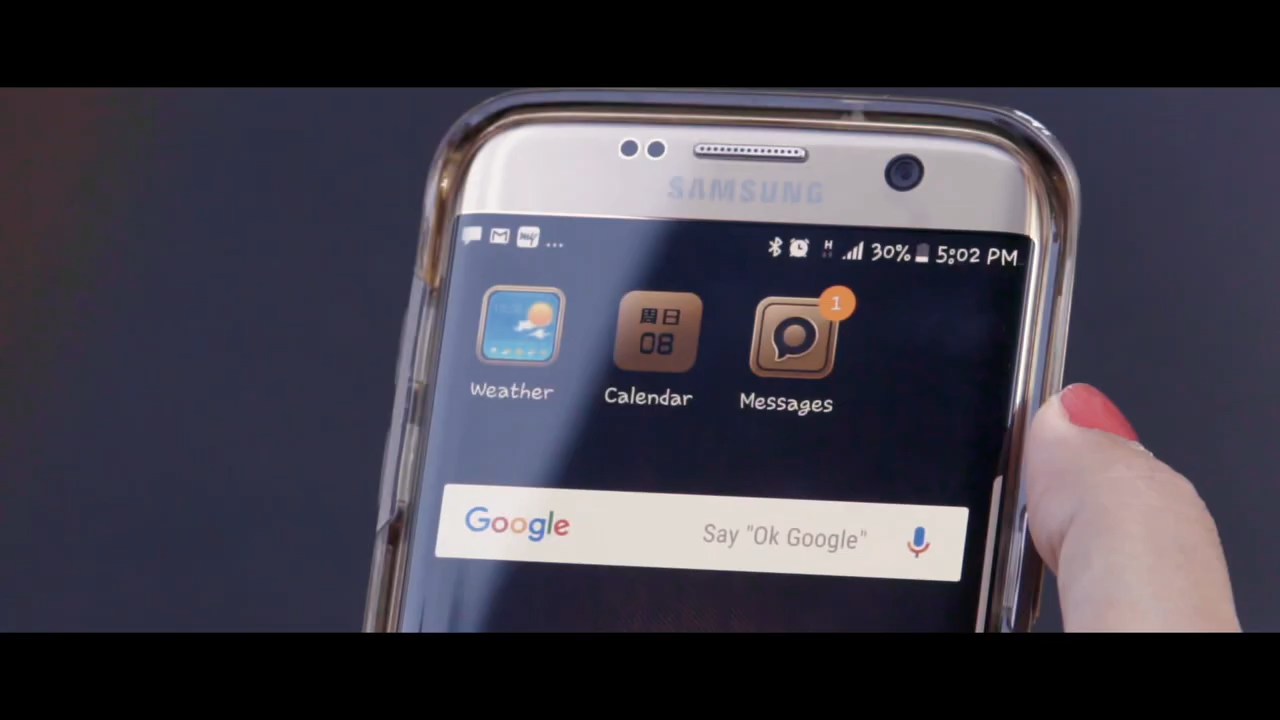 SAMSUNG
... H 30% 5:02 PM
周日
08
1
Weather
Calendar
Messages
Google Say "Ok Google"